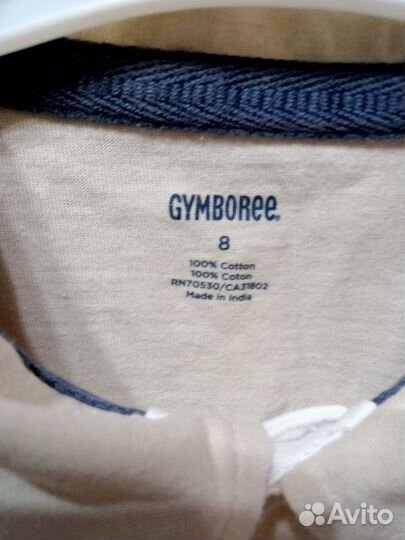 GYMBOREE
8
100% Cotton
100% Coton
RN70530/CA31802
Made in India
Avito